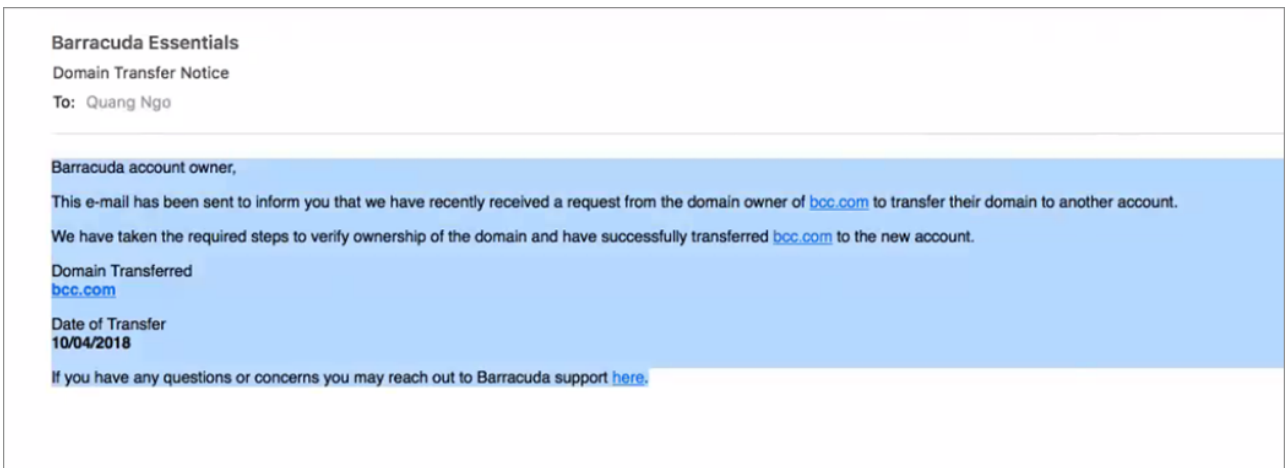 Barracuda Essentials
Domain Transfer Notice
To: Quang Ngo
Barracuda account owner,
This e-mail has been sent to inform you that we have recently received a request from the domain owner of bcc.com to transfer their domain to another account.
We have taken the required steps to verify ownership of the domain and have successfully transferred bcc.com to the new account.
Domain Transferred
bcc.com
Date of Transfer
10/04/2018
If you have any questions or concerns you may reach out to Barracuda support here.